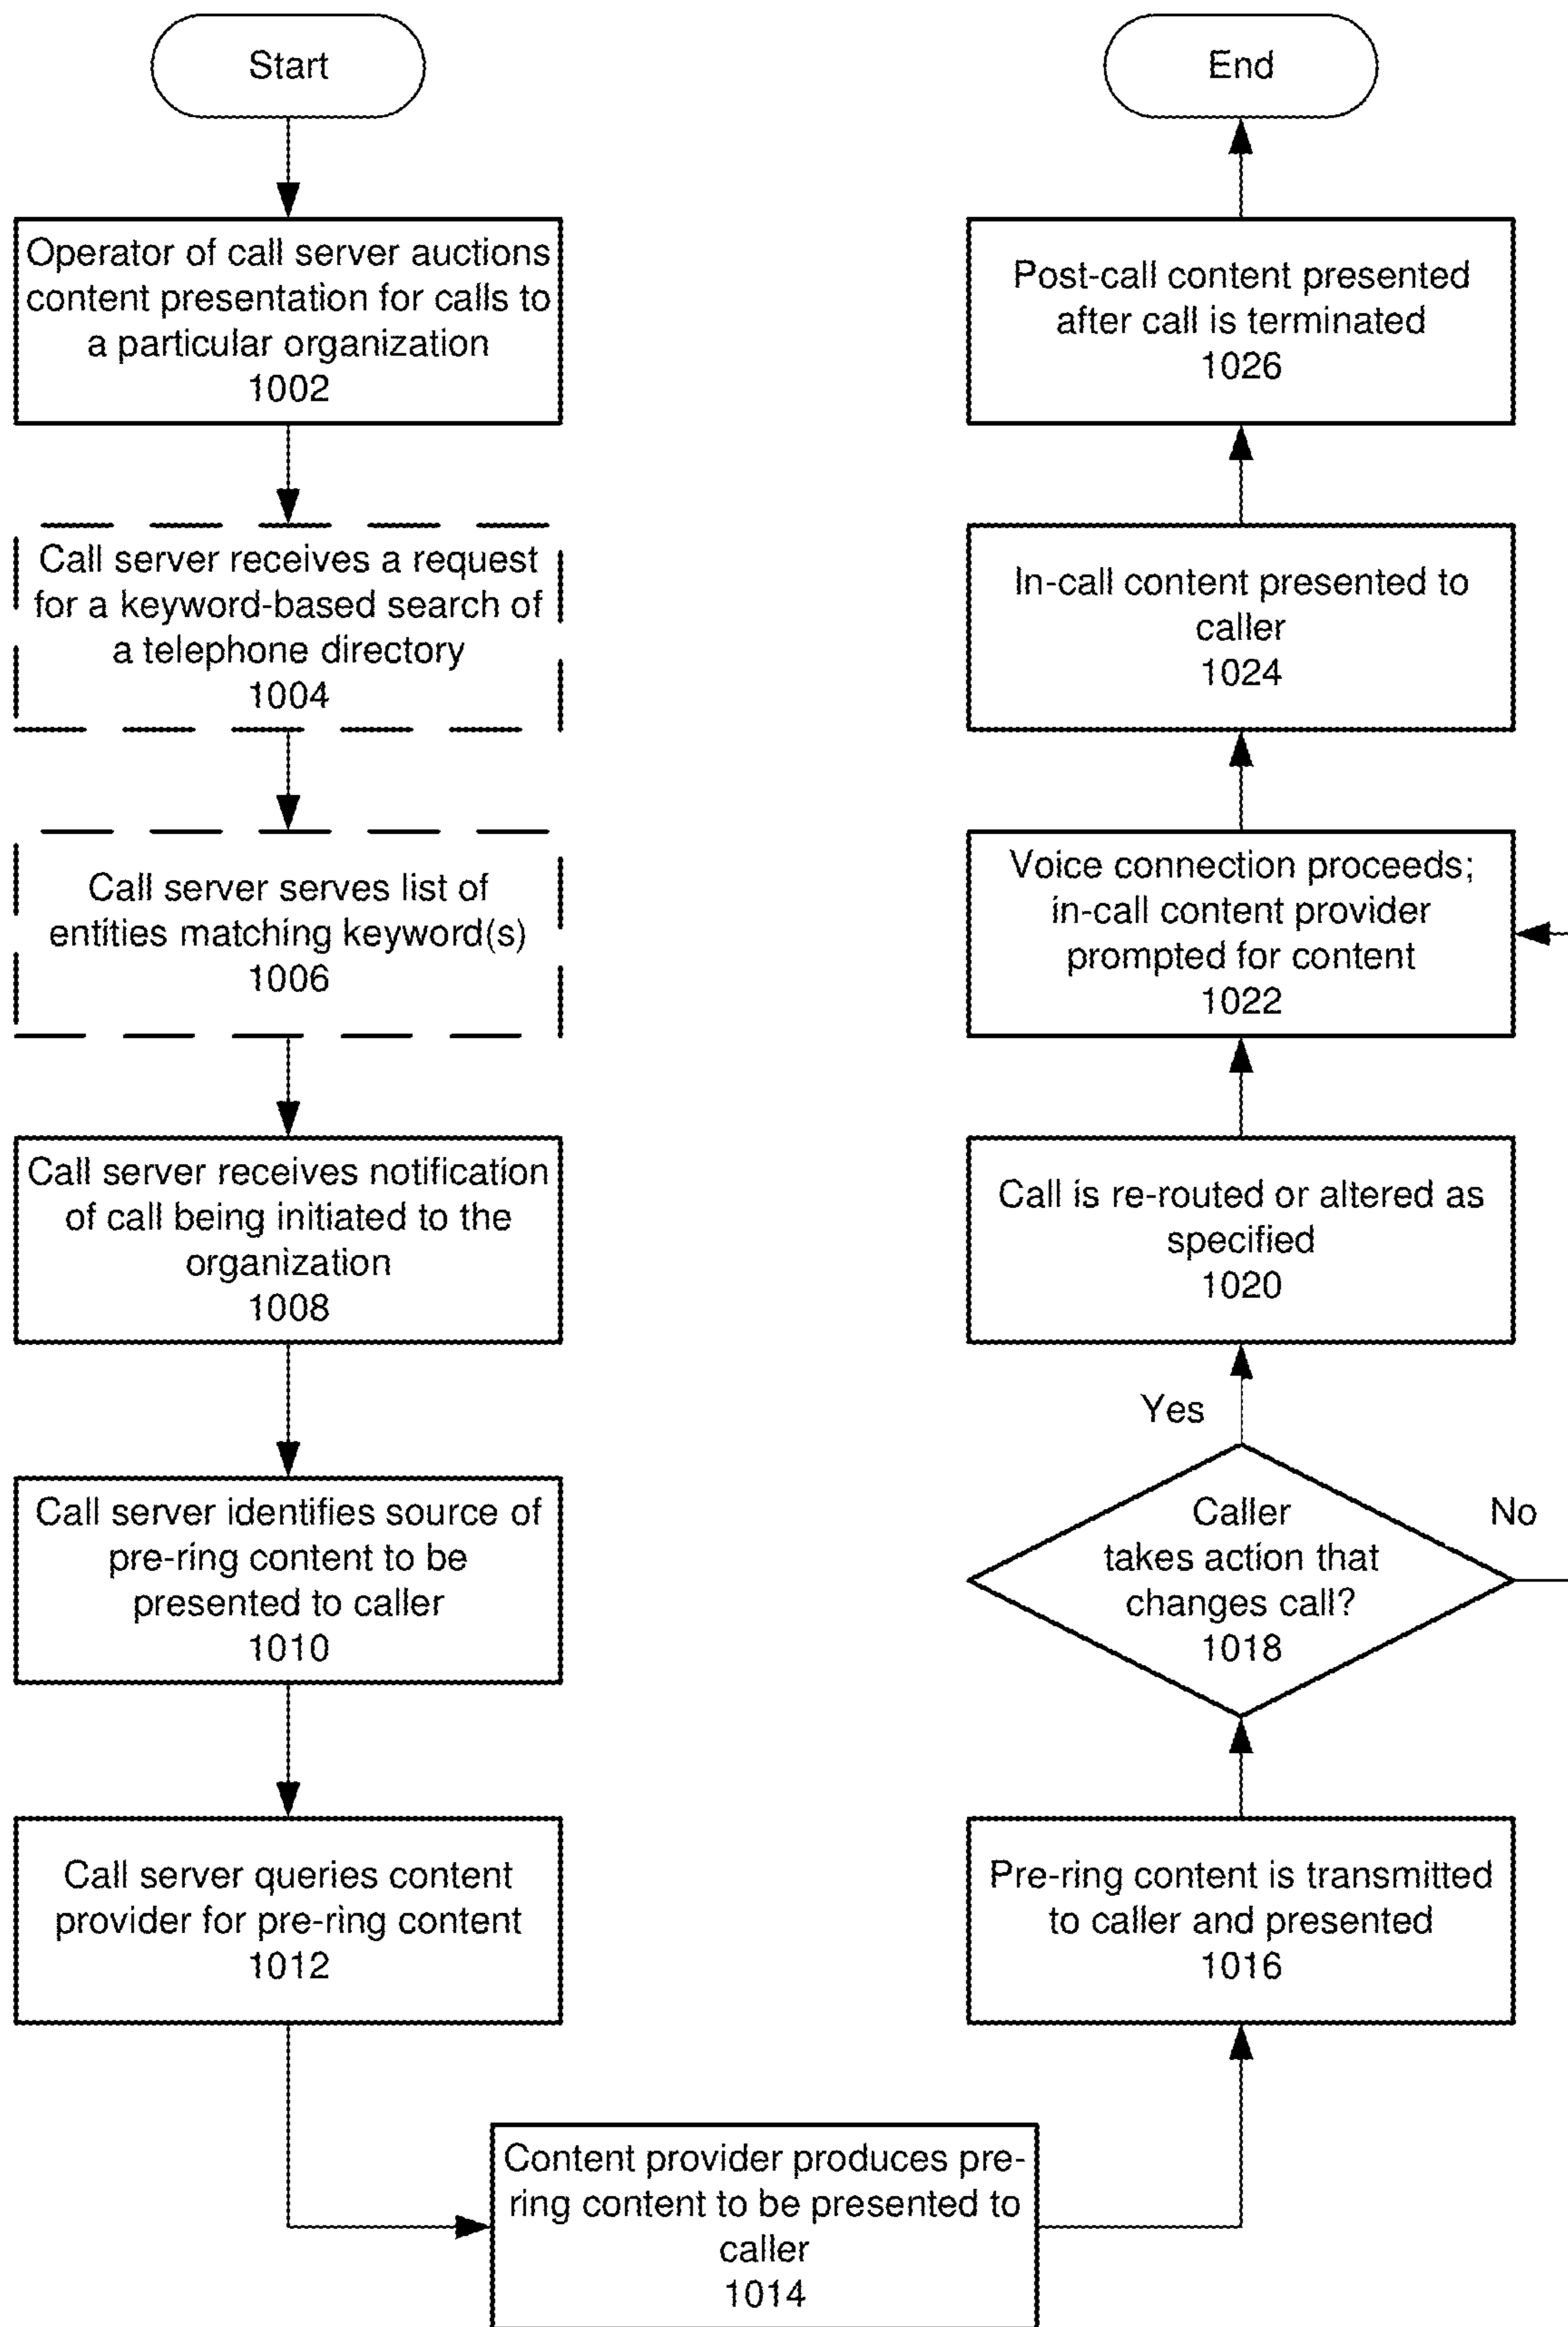 Start
Operator of call server auctions
content presentation for calls to
a particular organization
1002
Call server receives a request
for a keyword-based search of
a telephone directory
1004
Call server serves list of
entities matching keyword(s)
1006
Call server receives notification
of call being initiated to the
organization
1008
Call server identifies source of
pre-ring content to be
presented to caller
1010
Call server queries content
provider for pre-ring content
1012
Content provider produces pre-
ring content to be presented to
caller
1014
Pre-ring content is transmitted
to caller and presented
1016
Caller
takes action that
changes call?
1018
Yes
No
Call is re-routed or altered as
specified
1020
Voice connection proceeds;
in-call content provider
prompted for content
1022
In-call content presented to
caller
1024
Post-call content presented
after call is terminated
1026
End